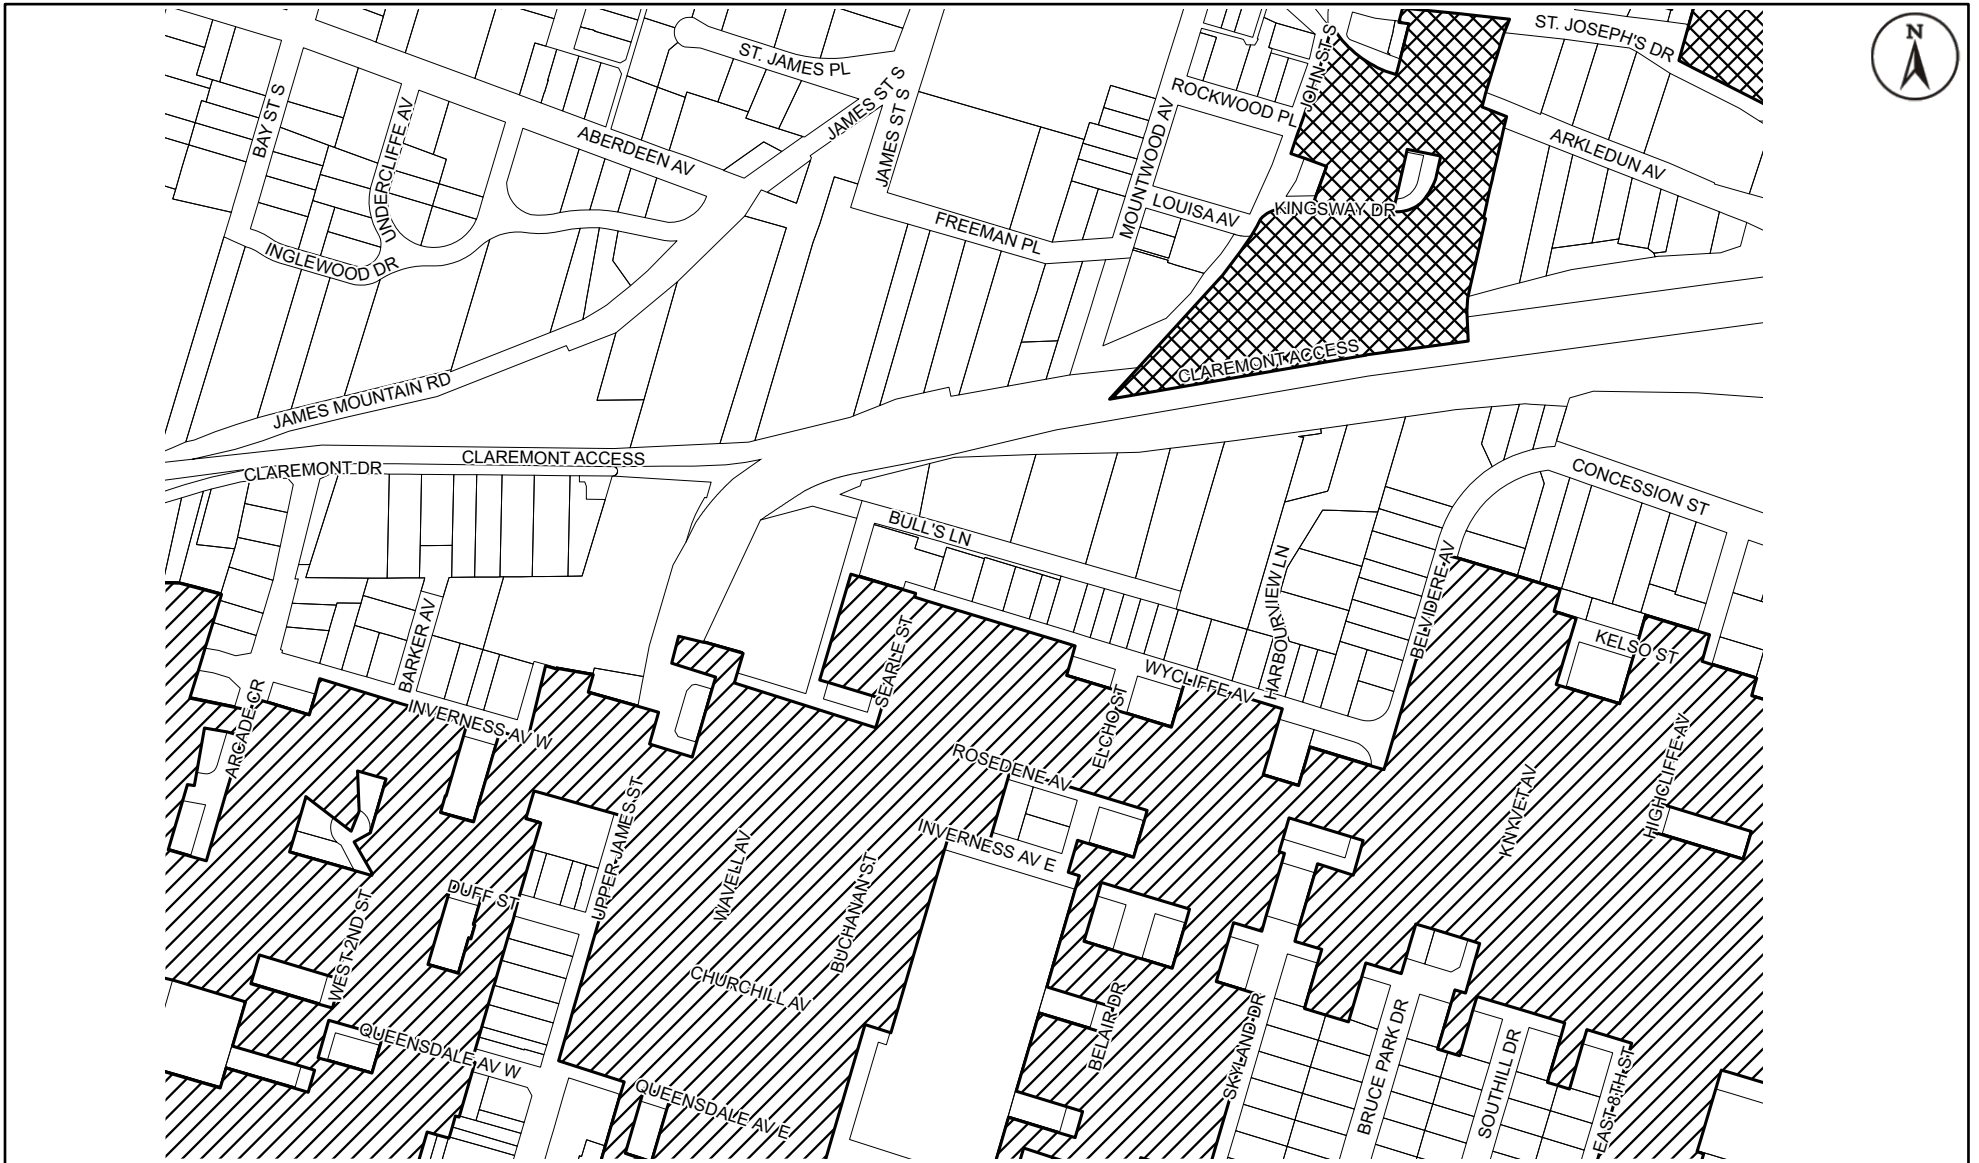 N
ST. JOSEPH'S DR
ST. JAMES PL
JOHN ST S
JAMES ST S
JAMES ST S
ROCKWOOD PL
BAY ST S
UNDERCLIFFE AV
ABERDEEN AV
MOUNTWOOD AV
ARKLEDUN AV
LOUISA AV
KINGSWAY DR
FREEMAN PL
INGLEWOOD DR
CLAREMONT ACCESS
JAMES MOUNTAIN RD
CLAREMONT ACCESS
CLAREMONT DR
CONCESSION ST
BULL'S LN
HARBOURVIEW LN
BELVIDERE AV
BARKER AV
SEARLE ST
KELSO ST
WYCLIFFE AV
ARCADE CR
INVERNESS AV W
ELCHO ST
ROSEDENE AV
HIGHCLIFFE AV
KNYVET AV
UPPER JAMES ST
INVERNESS AV E
WAVELL AV
BUCHANAN ST
DUFF ST
WEST 2ND ST
CHURCHILL AV
BELAIR DR
SKYLAND DR
BRUCE PARK DR
SOUTHILL DR
QUEENSDALE AV W
QUEENSDALE AV E
EAST 8TH ST